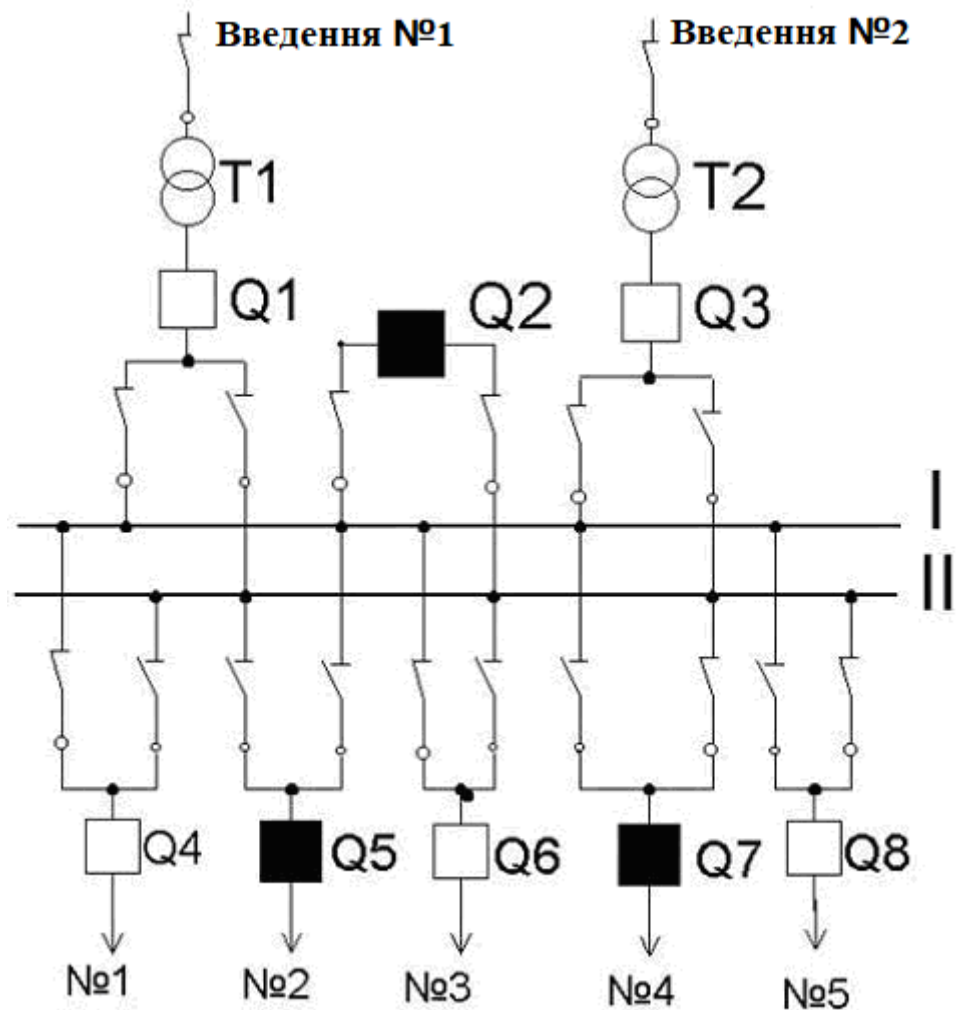 Введення №1
Введення №2
T1
T2
Q1
Q2
Q3
I
II
Q4
Q5
Q6
Q7
Q8
№1
№2
№3
№4
№5